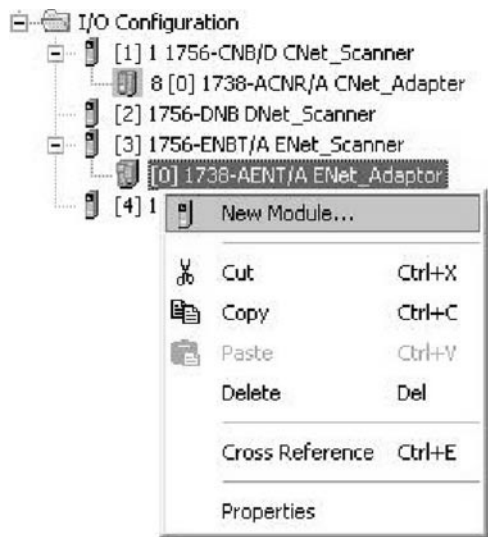 I/O Configuration
[1] 1 1756-CNB/D CNet_Scanner
8 [0] 1738-ACNR/A CNet_Adapter
[2] 1756-DNB DNet_Scanner
[3] 1756-ENBT/A ENet_Scanner
[0] 1738-AENT/A ENet_Adaptor
[4] 1
New Module...
Cut Ctrl+X
Copy Ctrl+C
Paste Ctrl+V
Delete Del
Cross Reference Ctrl+E
Properties